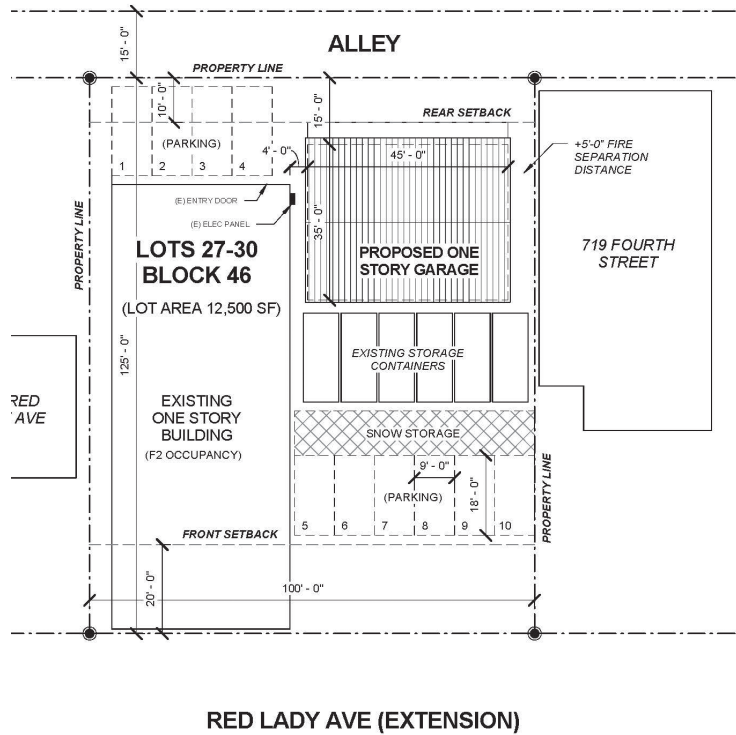 ALLEY
15' - 0"
PROPERTY LINE
10' - 0"
15' - 0"
REAR SETBACK
(PARKING)
1 2 3 4
4' - 0"
45' - 0"
+5'-0" FIRE
SEPARATION
DISTANCE
(E) ENTRY DOOR
(E) ELEC PANEL
PROPERTY LINE
35' - 0"
LOTS 27-30
BLOCK 46
(LOT AREA 12,500 SF)
PROPOSED ONE
STORY GARAGE
719 FOURTH
STREET
125' - 0"
EXISTING STORAGE
CONTAINERS
RED
AVE
EXISTING
ONE STORY
BUILDING
(F2 OCCUPANCY)
SNOW STORAGE
9' - 0"
18' - 0"
(PARKING)
5 6 7 8 9 10
PROPERTY LINE
FRONT SETBACK
20' - 0"
100' - 0"
RED LADY AVE (EXTENSION)